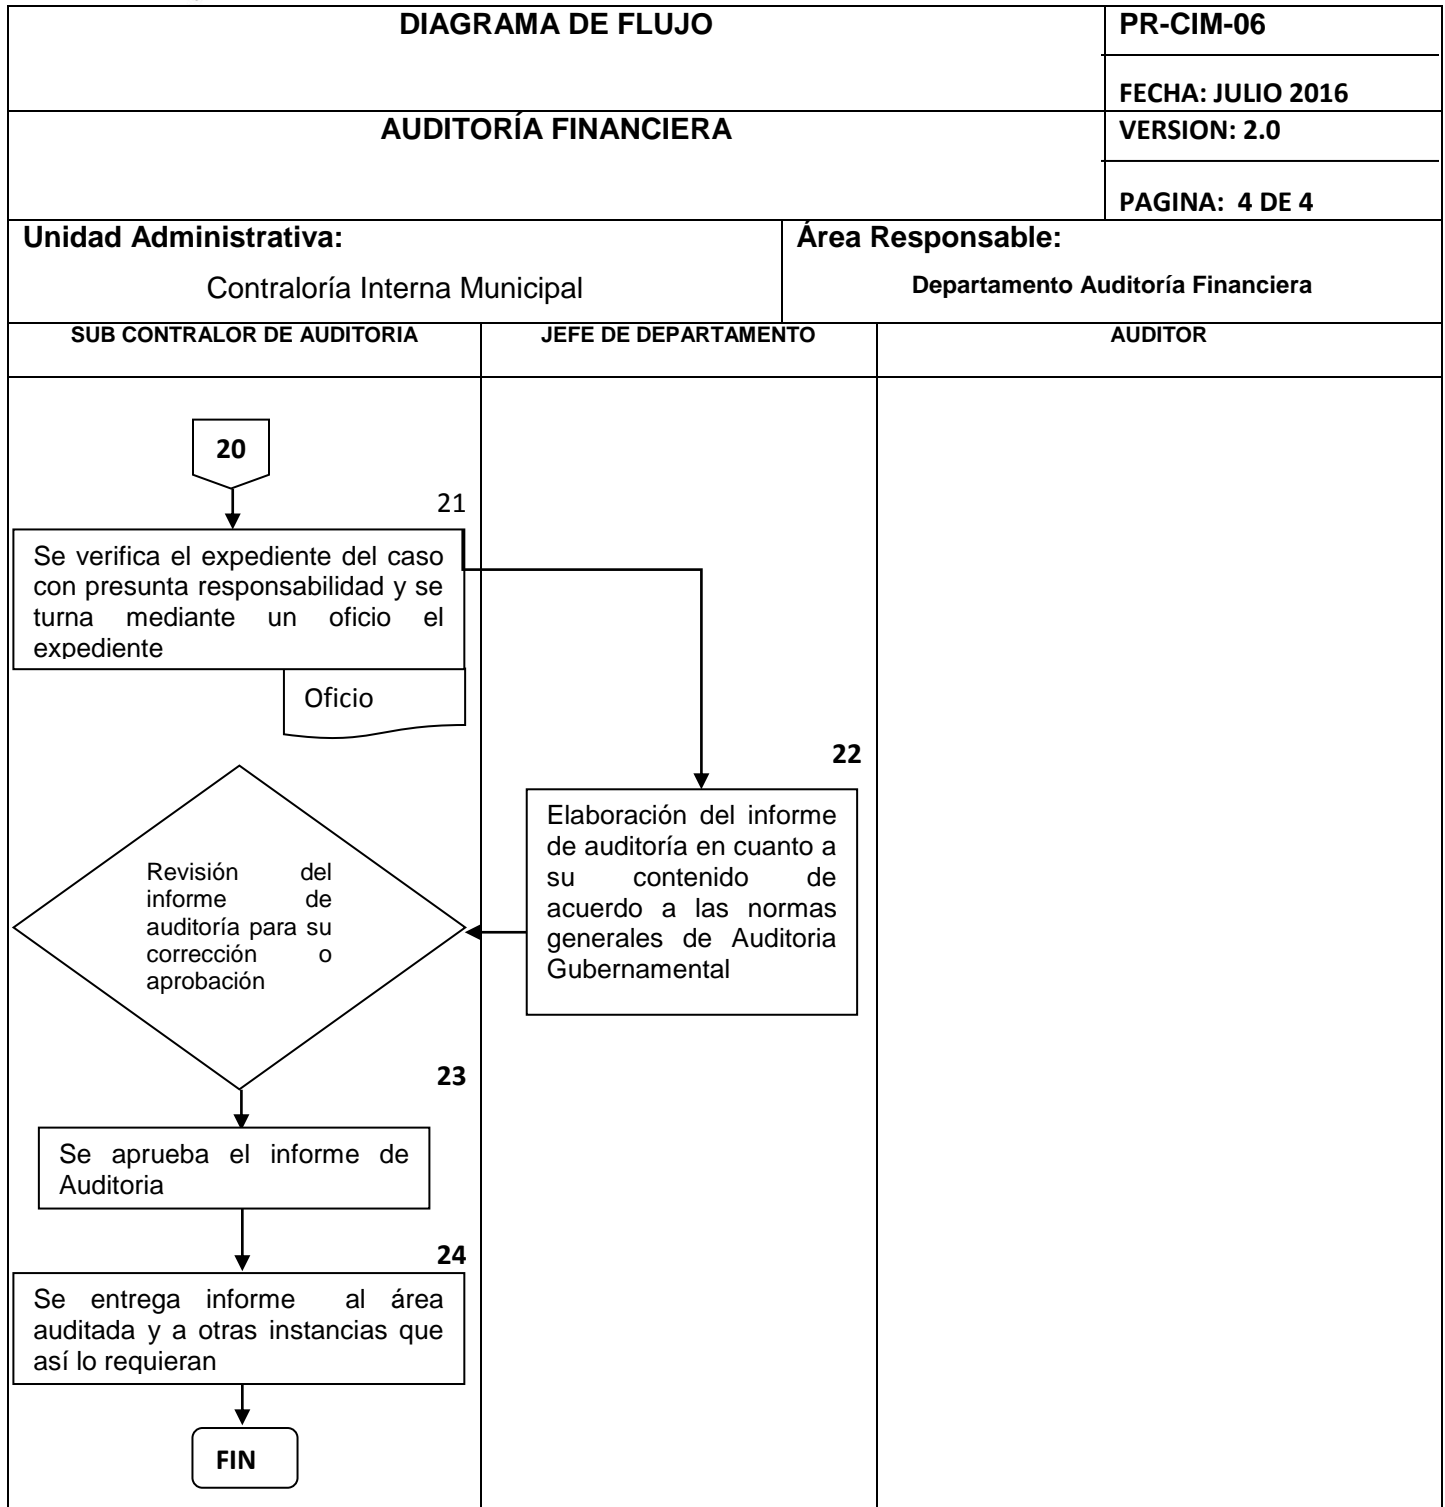 DIAGRAMA DE FLUJO
PR-CIM-06
FECHA: JULIO 2016
AUDITORÍA FINANCIERA
VERSION: 2.0
PAGINA: 4 DE 4
Unidad Administrativa:
Contraloría Interna Municipal
Área Responsable:
Departamento Auditoría Financiera
SUB CONTRALOR DE AUDITORIA
JEFE DE DEPARTAMENTO
AUDITOR
20
21
Se verifica el expediente del caso
con presunta responsabilidad y se
turna mediante un oficio el
expediente
Oficio
22
Elaboración del informe
de auditoría en cuanto a
su contenido de
acuerdo a las normas
generales de Auditoria
Gubernamental
Revisión del
informe de
auditoría para su
corrección o
aprobación
23
Se aprueba el informe de
Auditoria
24
Se entrega informe al área
auditada y a otras instancias que
así lo requieran
FIN